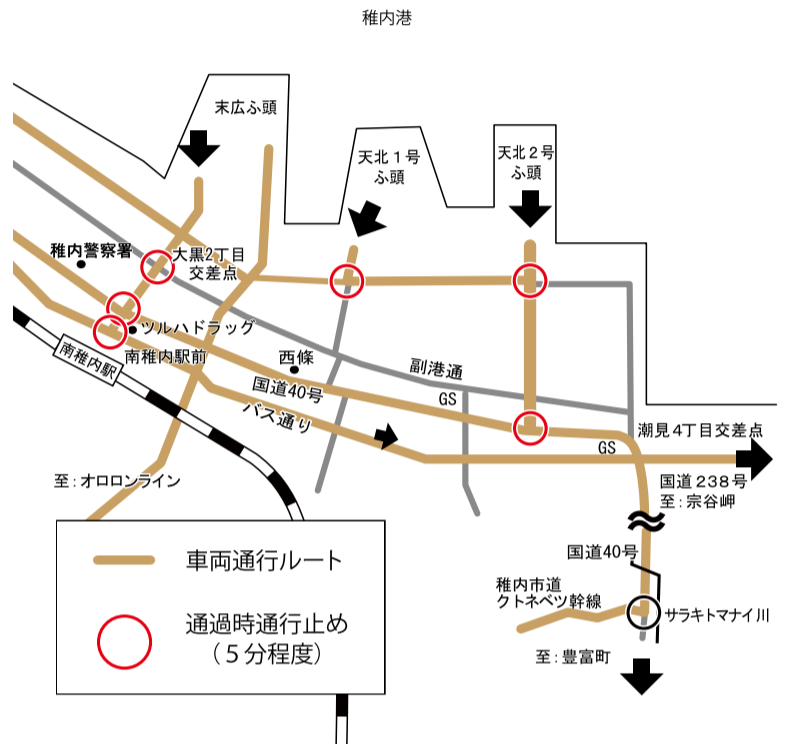 稚内港
末広ふ頭
天北１号
ふ頭
天北２号
ふ頭
稚内警察署
大黒2丁目
交差点
ツルハドラッグ
南稚内駅前
南稚内駅
西條
副港通
国道40号
GS
バス通り
潮見4丁目交差点
GS
至：オロロンライン
国道238号
至：宗谷岬
国道40号
稚内市道
クトネベツ幹線
サラキトマナイ川
至：豊富町
車両通行ルート
通過時通行止め
（５分程度）